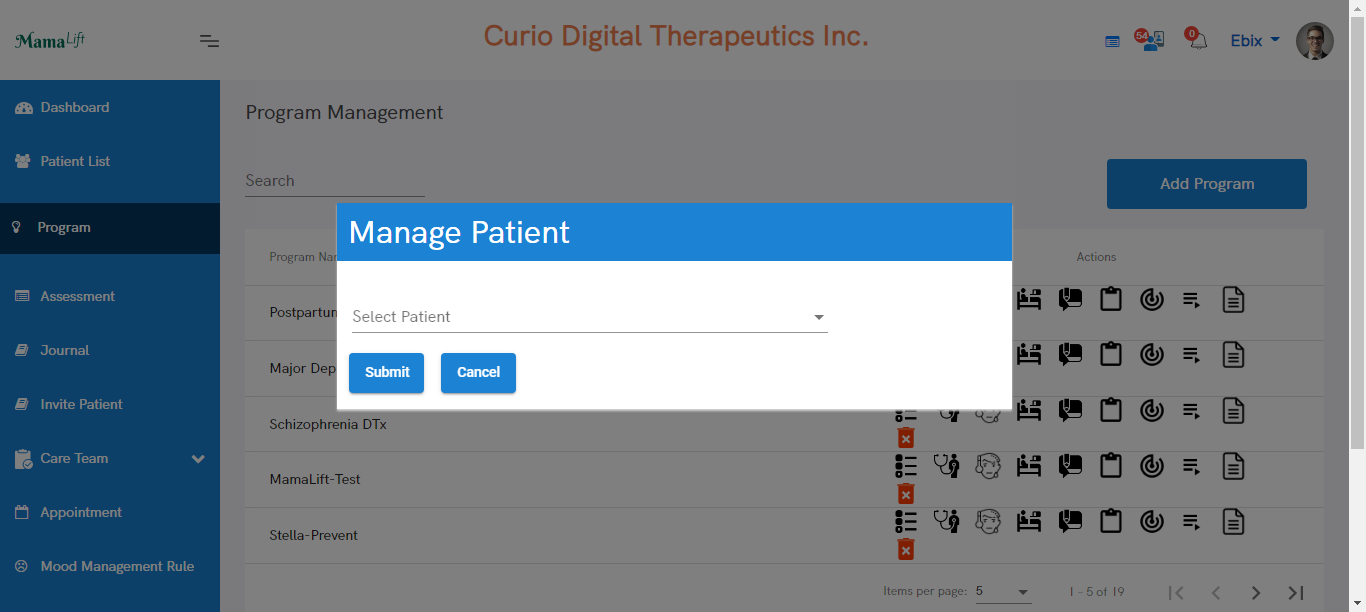 MamaLift
Curio Digital Therapeutics Inc.
54
0
Ebix
Dashboard
Patient List
Program
Assessment
Journal
Invite Patient
Care Team
Appointment
Mood Management Rule
Program Management
Search
Add Program
Manage Patient
Select Patient
Submit
Cancel
Program Nam
Actions
Postpartum
Major Dep
Schizophrenia DTx
MamaLift-Test
Stella-Prevent
Items per page: 5
1 - 5 of 19